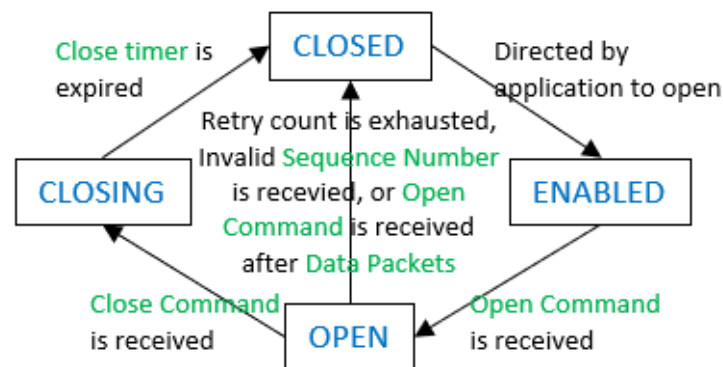 CLOSED
Close timer is
expired
Directed by
application to open
Retry count is exhausted,
Invalid Sequence Number
is recevied, or Open
Command is received
after Data Packets
CLOSING
ENABLED
Close Command
is received
OPEN
Open Command
is received